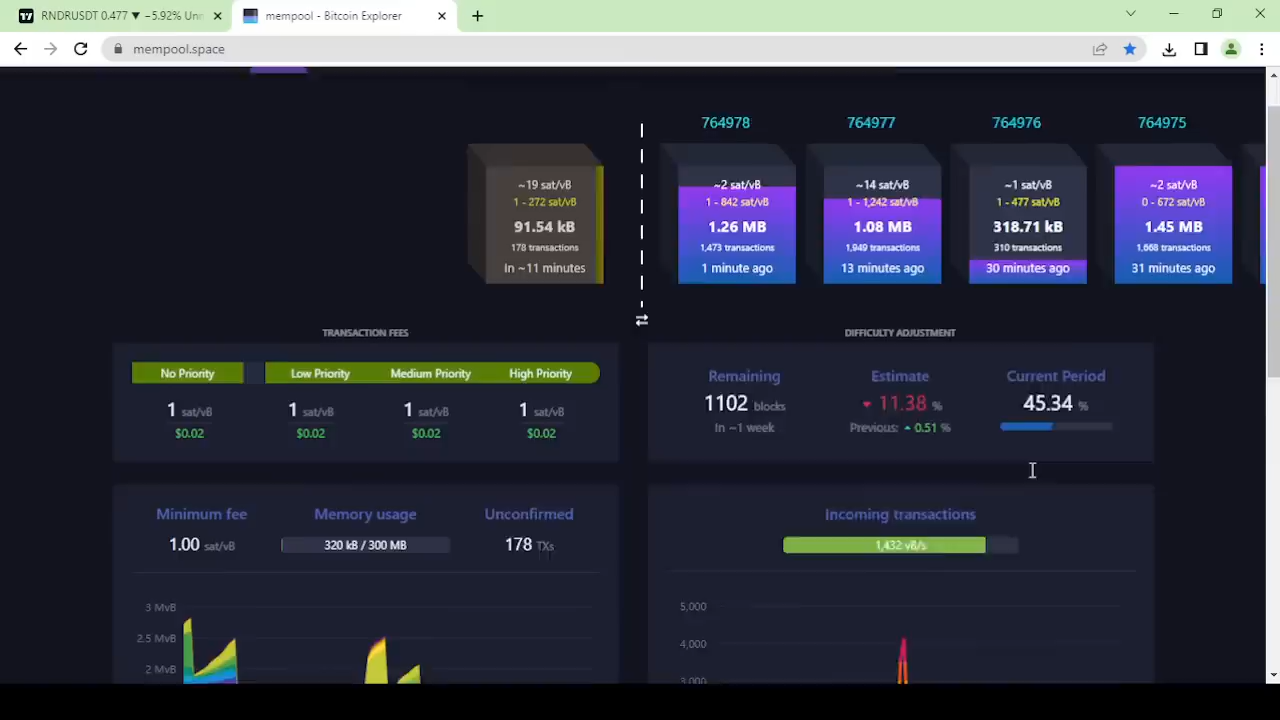 RNDRUSDT 0.477 ▼ −5.92% Unn
mempool - Bitcoin Explorer
mempool.space
764978
764977
764976
764975
~19 sat/vB
1 - 272 sat/vB
91.54 kB
178 transactions
In ~11 minutes
~2 sat/vB
1 - 842 sat/vB
1.26 MB
1,473 transactions
1 minute ago
~14 sat/vB
1 - 1,242 sat/vB
1.08 MB
1,949 transactions
13 minutes ago
~1 sat/vB
1 - 477 sat/vB
318.71 kB
310 transactions
30 minutes ago
~2 sat/vB
0 - 672 sat/vB
1.45 MB
1,668 transactions
31 minutes ago
TRANSACTION FEES
No Priority Low Priority Medium Priority High Priority
1 sat/vB 1 sat/vB 1 sat/vB 1 sat/vB
$0.02 $0.02 $0.02 $0.02
DIFFICULTY ADJUSTMENT
Remaining Estimate Current Period
1102 blocks ▼ 11.38 % 45.34 %
In ~1 week Previous: ▲ 0.51 %
Minimum fee Memory usage Unconfirmed
1.00 sat/vB 320 kB / 300 MB 178 TXs
3 MvB
2.5 MvB
2 MvB
Incoming transactions
1,432 vB/s
5,000
4,000
3,000